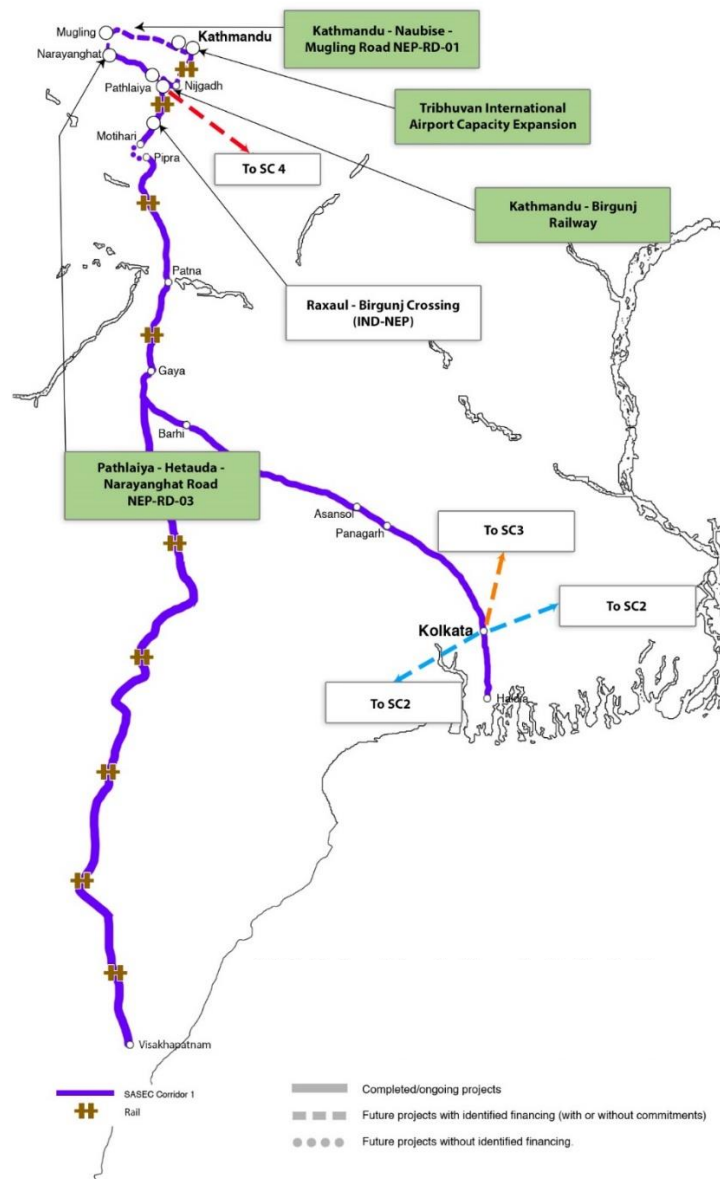 Mugling
Kathmandu
Kathmandu - Naubise -
Mugling Road NEP-RD-01
Narayanghat
Pathlaiya
Nijgadh
Tribhuvan International
Airport Capacity Expansion
Motihari
Pipra
To SC 4
Kathmandu - Birgunj
Railway
Patna
Raxaul - Birgunj Crossing
(IND-NEP)
Gaya
Barhi
Pathlaiya - Hetauda -
Narayanghat Road
NEP-RD-03
Asansol
Panagarh
To SC3
To SC2
Kolkata
To SC2
Haldia
Visakhapatnam
SASEC Corridor 1
Rail
Completed/ongoing projects
Future projects with identified financing (with or without commitments)
Future projects without identified financing.